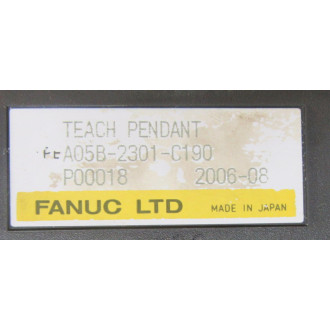 TEACH PENDANT
A05B-2301-C190
P00018 2006-08
FANUC LTD MADE IN JAPAN